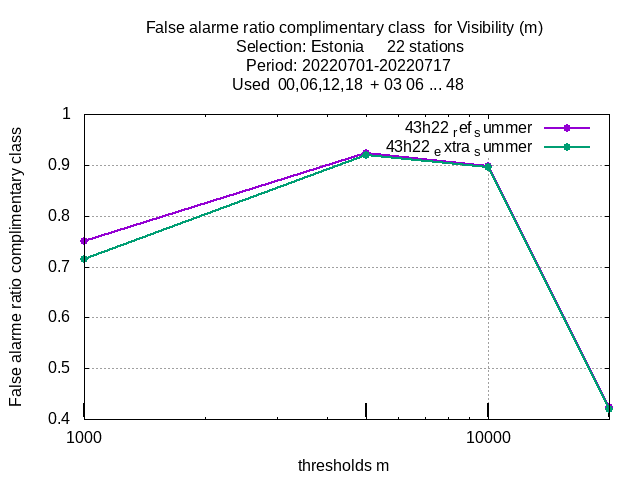 False alarme ratio complimentary class for Visibility (m)
Selection: Estonia 22 stations
Period: 20220701-20220717
Used 00,06,12,18 + 03 06 ... 48
1
0.9
0.8
0.7
0.6
0.5
0.4
False alarme ratio complimentary class
43h22 ref summer
43h22 extra summer
1000
10000
thresholds m